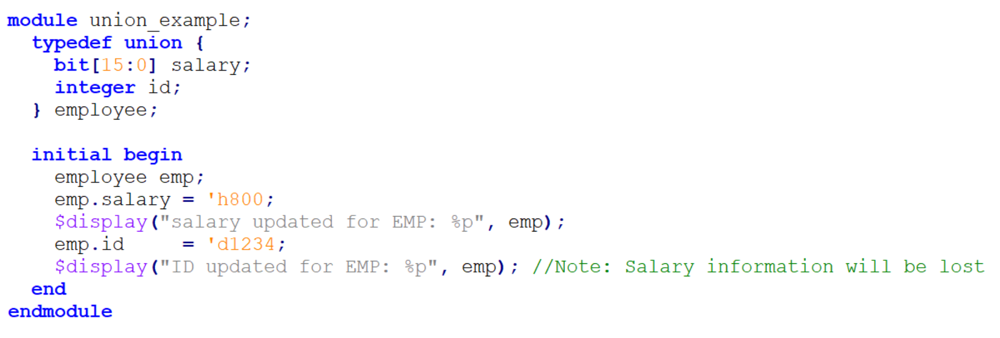 module union_example;
  typedef union {
    bit[15:0] salary;
    integer id;
  } employee;

  initial begin
    employee emp;
    emp.salary = 'h800;
    $display("salary updated for EMP: %p", emp);
    emp.id     = 'd1234;
    $display("ID updated for EMP: %p", emp); //Note: Salary information will be lost
  end
endmodule